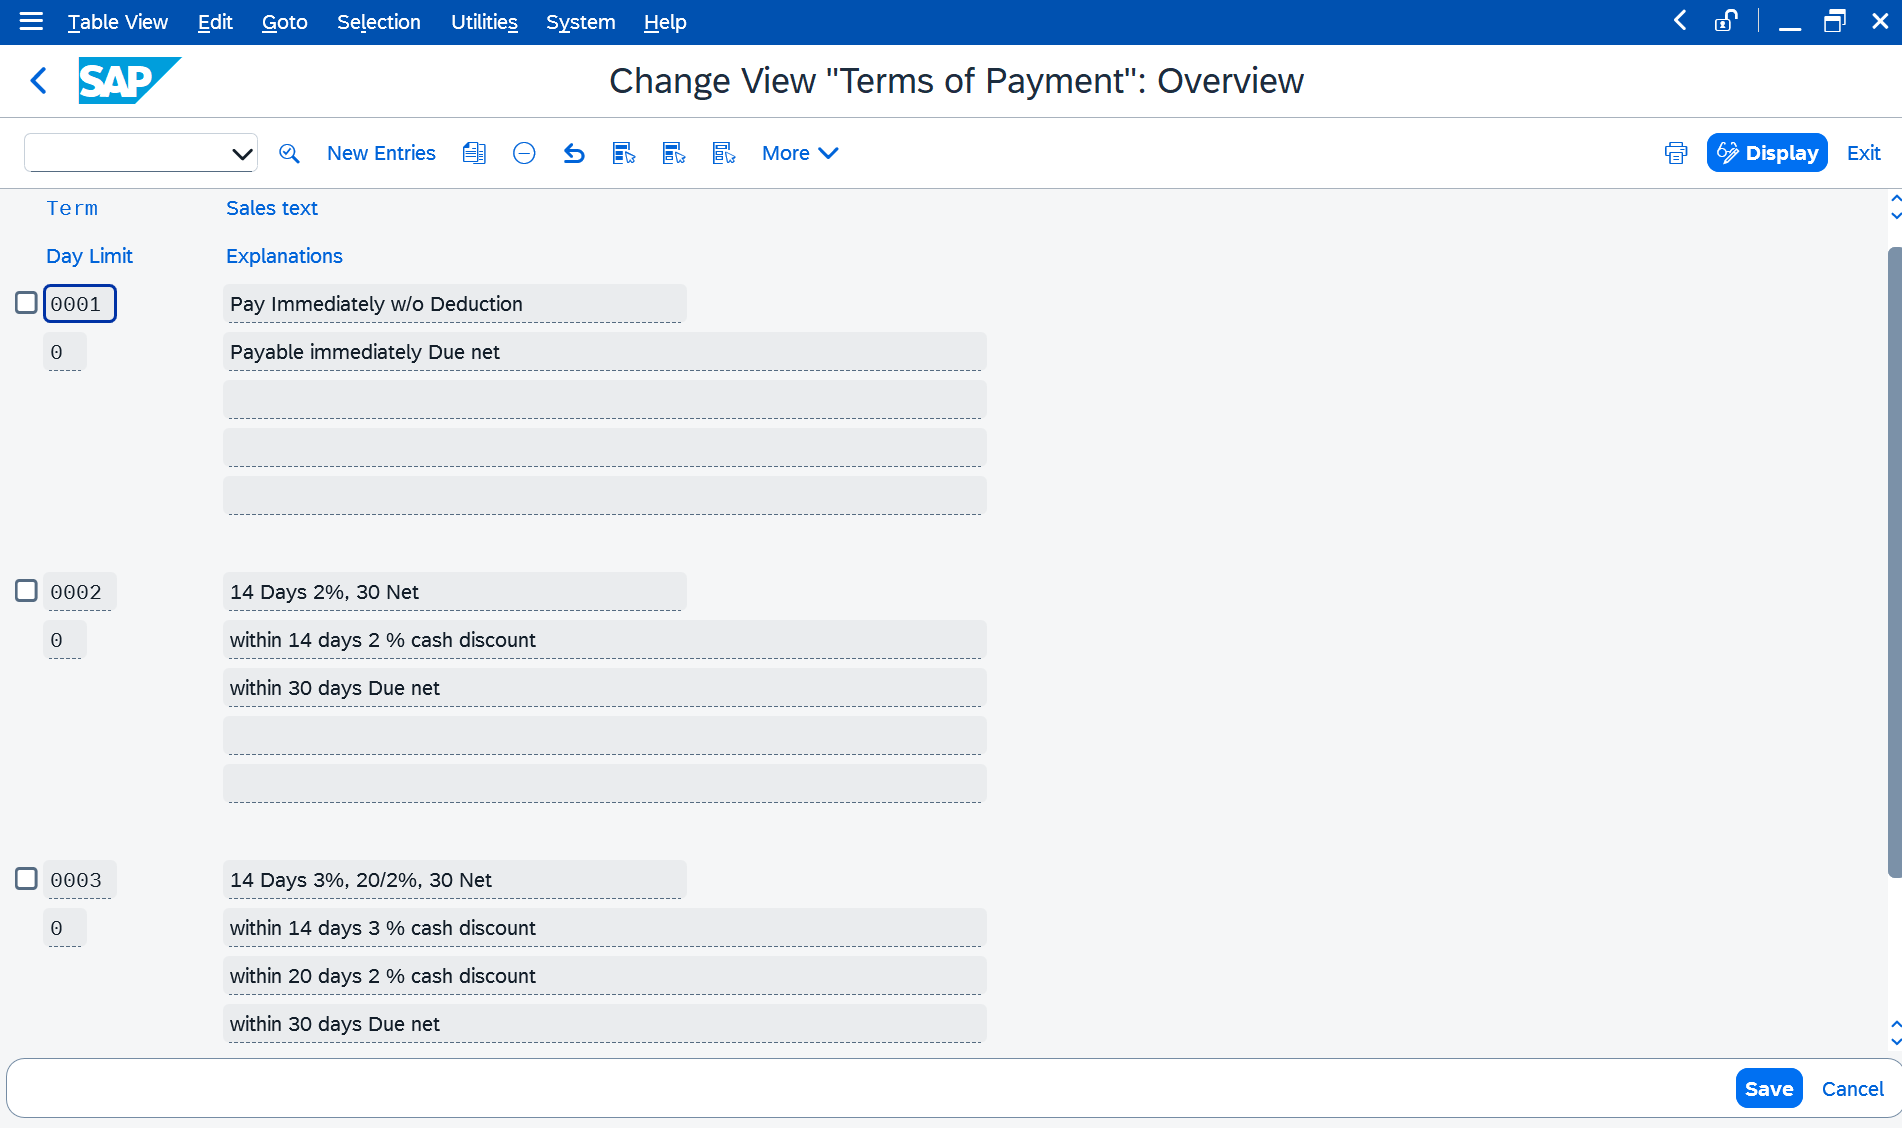 Table View Edit Goto Selection Utilities System Help
SAP Change View "Terms of Payment": Overview
New Entries More Display Exit
Term Sales text
Day Limit Explanations
0001 Pay Immediately w/o Deduction
0 Payable immediately Due net
0002 14 Days 2%, 30 Net
0 within 14 days 2 % cash discount
within 30 days Due net
0003 14 Days 3%, 20/2%, 30 Net
0 within 14 days 3 % cash discount
within 20 days 2 % cash discount
within 30 days Due net
Save Cancel